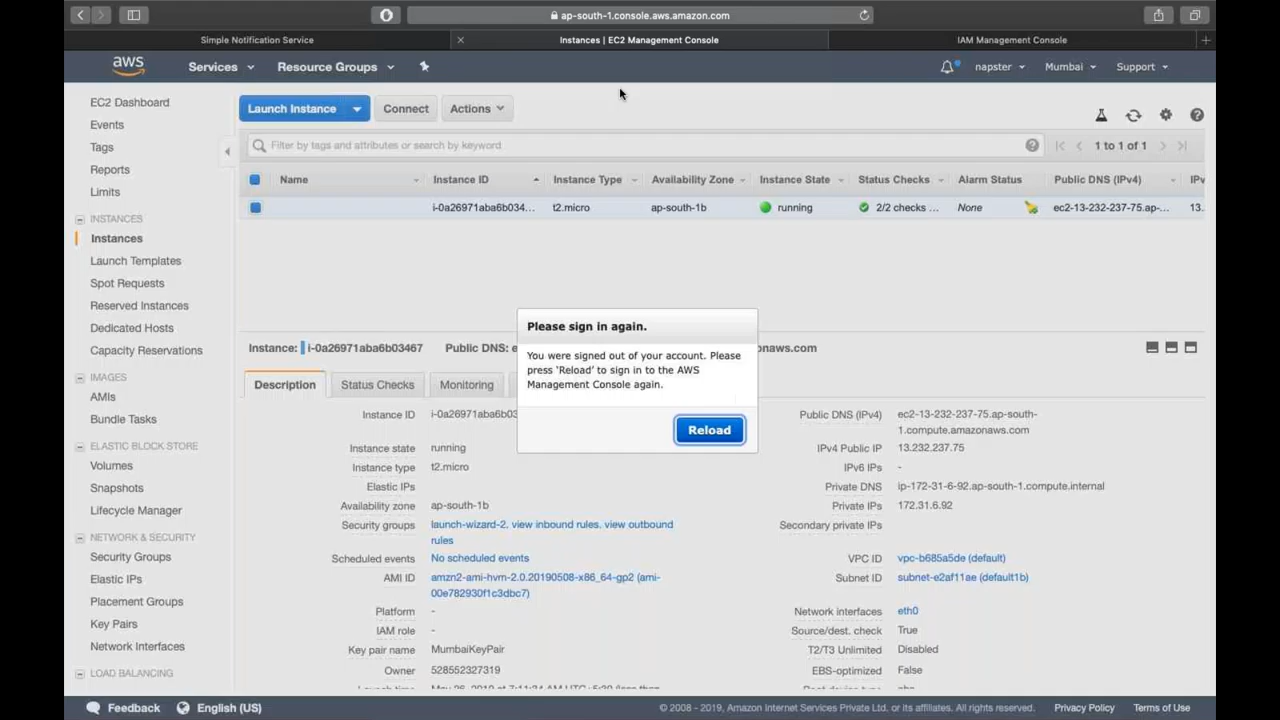 ap-south-1.console.aws.amazon.com
Simple Notification Service
Instances | EC2 Management Console
IAM Management Console
aws
Services
Resource Groups
napster
Mumbai
Support
EC2 Dashboard
Events
Tags
Reports
Limits
INSTANCES
Instances
Launch Templates
Spot Requests
Reserved Instances
Dedicated Hosts
Capacity Reservations
IMAGES
AMIs
Bundle Tasks
ELASTIC BLOCK STORE
Volumes
Snapshots
Lifecycle Manager
NETWORK & SECURITY
Security Groups
Elastic IPs
Placement Groups
Key Pairs
Network Interfaces
LOAD BALANCING
Launch Instance
Connect
Actions
Filter by tags and attributes or search by keyword
1 to 1 of 1
Name
Instance ID
Instance Type
Availability Zone
Instance State
Status Checks
Alarm Status
Public DNS (IPv4)
IPv
i-0a26971aba6b034...
t2.micro
ap-south-1b
running
2/2 checks ...
None
ec2-13-232-237-75.ap-...
13.
Instance: i-0a26971aba6b03467
Public DNS: e
onaws.com
Please sign in again.
You were signed out of your account. Please
press 'Reload' to sign in to the AWS
Management Console again.
Reload
Description
Status Checks
Monitoring
Instance ID
i-0a26971aba6b03
Instance state
running
Instance type
t2.micro
Elastic IPs
Availability zone
ap-south-1b
Security groups
launch-wizard-2. view inbound rules. view outbound
rules
Scheduled events
No scheduled events
AMI ID
amzn2-ami-hvm-2.0.20190508-x86_64-gp2 (ami-
00e782930f1c3dbc7)
Platform
-
IAM role
-
Key pair name
MumbaiKeyPair
Owner
528552327319
Public DNS (IPv4)
ec2-13-232-237-75.ap-south-
1.compute.amazonaws.com
IPv4 Public IP
13.232.237.75
IPv6 IPs
-
Private DNS
ip-172-31-6-92.ap-south-1.compute.internal
Private IPs
172.31.6.92
Secondary private IPs
VPC ID
vpc-b685a5de (default)
Subnet ID
subnet-e2af11ae (default1b)
Network interfaces
eth0
Source/dest. check
True
T2/T3 Unlimited
Disabled
EBS-optimized
False
Feedback
English (US)
© 2008 - 2019, Amazon Internet Services Private Ltd. or its affiliates. All rights reserved.
Privacy Policy
Terms of Use